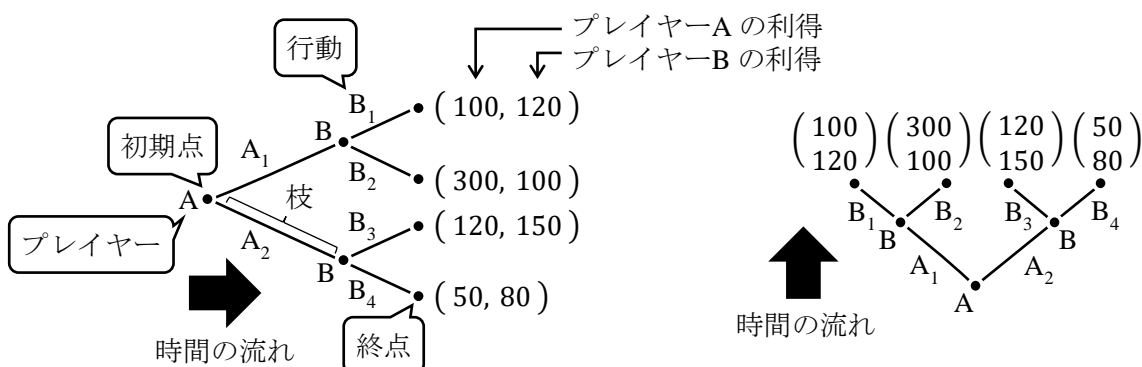 プレイヤーA の利得
プレイヤーB の利得
行動
B1
( 100, 120 )
B
初期点
A1
B2
( 300, 100 )
A
枝
プレイヤー
A2
B3
( 120, 150 )
B
B4
( 50, 80 )
時間の流れ
終点
(100 120) (300 100) (120 150) (50 80)
B1 B2 B3 B4
B B
A1 A2
A
時間の流れ